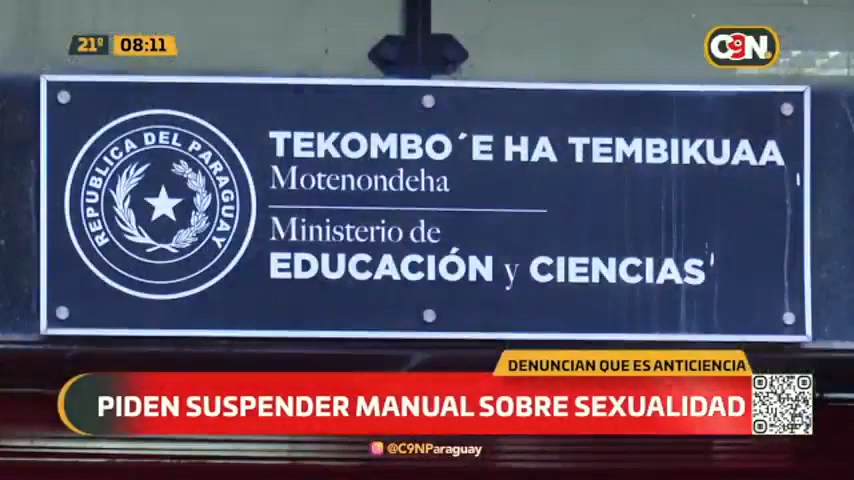 21º 08:11
C9N.
REPÚBLICA DEL PARAGUAY
TEKOMBO´E HA TEMBIKUAA
Motenondeha
Ministerio de
EDUCACIÓN y CIENCIAS
DENUNCIAN QUE ES ANTICIENCIA
PIDEN SUSPENDER MANUAL SOBRE SEXUALIDAD
@C9NParaguay